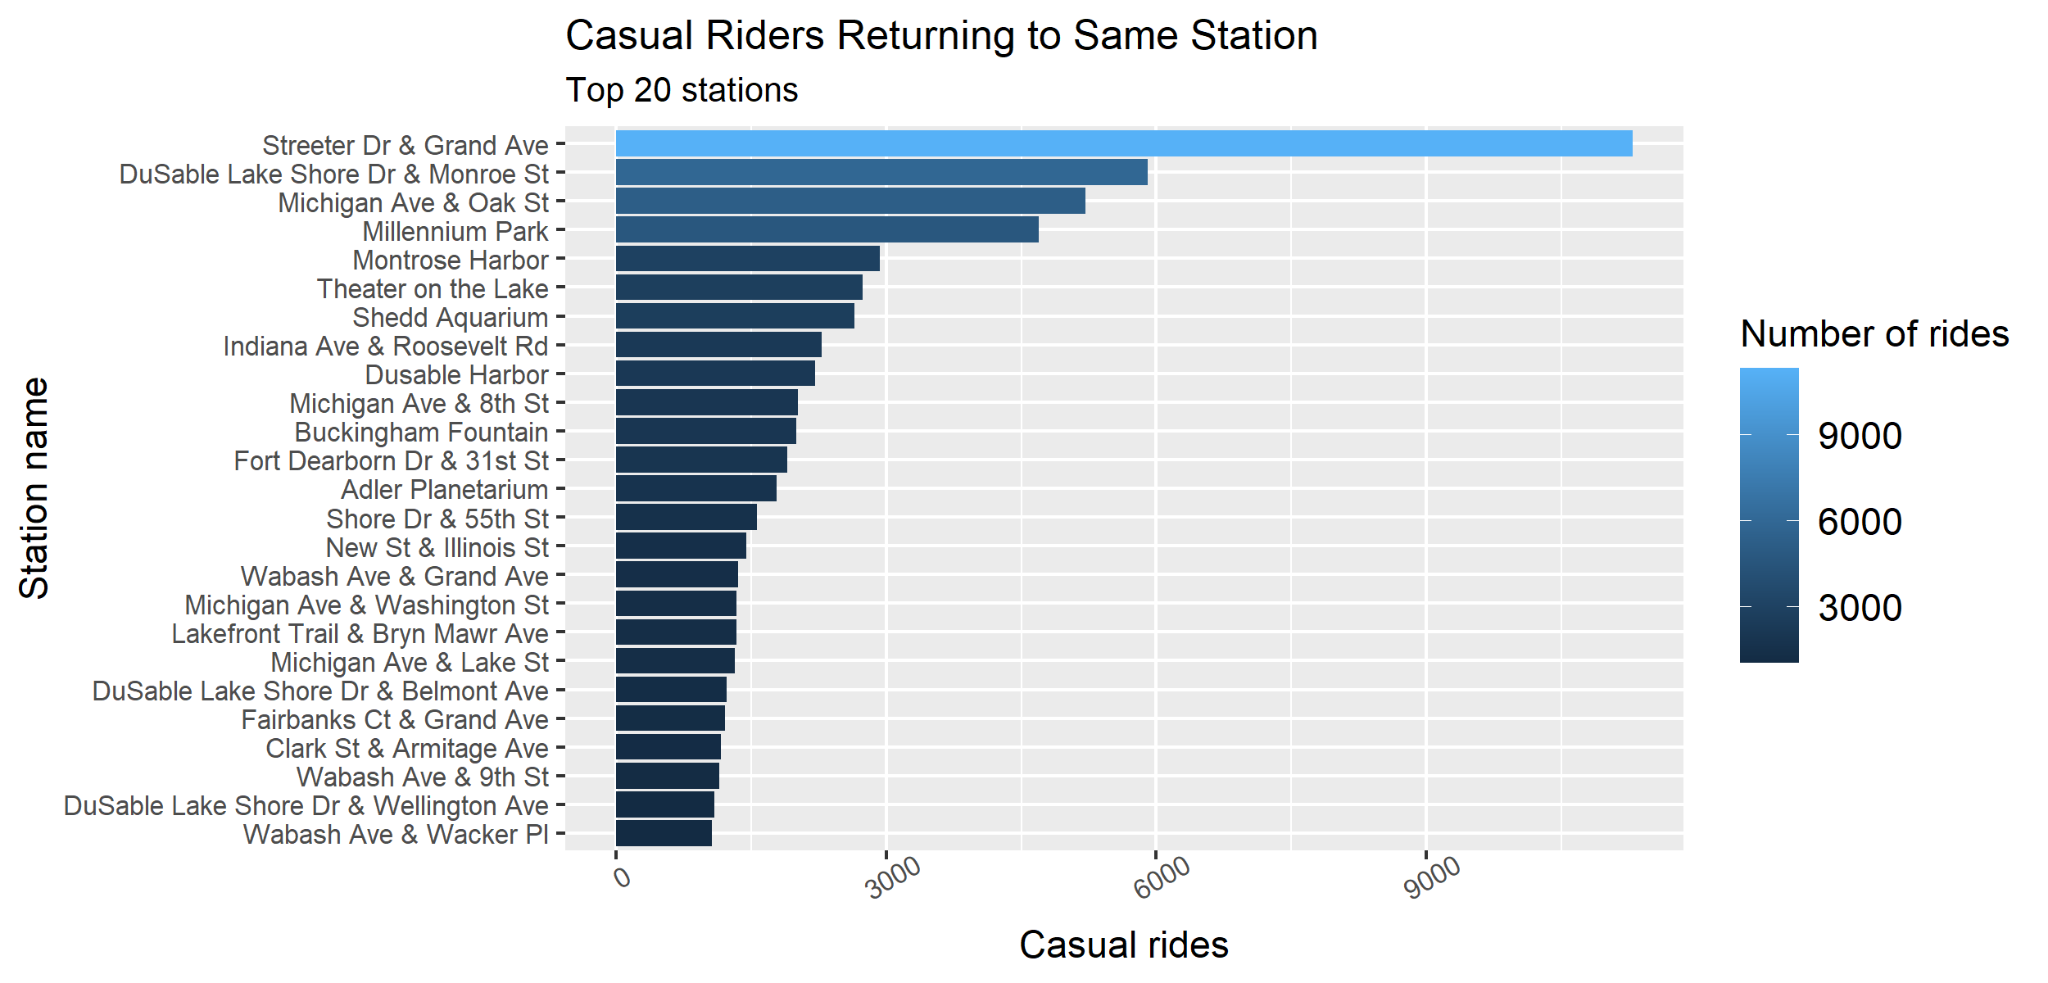 Casual Riders Returning to Same Station
Top 20 stations
Station name
Streeter Dr & Grand Ave
DuSable Lake Shore Dr & Monroe St
Michigan Ave & Oak St
Millennium Park
Montrose Harbor
Theater on the Lake
Shedd Aquarium
Indiana Ave & Roosevelt Rd
Dusable Harbor
Michigan Ave & 8th St
Buckingham Fountain
Fort Dearborn Dr & 31st St
Adler Planetarium
Shore Dr & 55th St
New St & Illinois St
Wabash Ave & Grand Ave
Michigan Ave & Washington St
Lakefront Trail & Bryn Mawr Ave
Michigan Ave & Lake St
DuSable Lake Shore Dr & Belmont Ave
Fairbanks Ct & Grand Ave
Clark St & Armitage Ave
Wabash Ave & 9th St
DuSable Lake Shore Dr & Wellington Ave
Wabash Ave & Wacker Pl
0 3000 6000 9000
Casual rides
Number of rides
9000
6000
3000